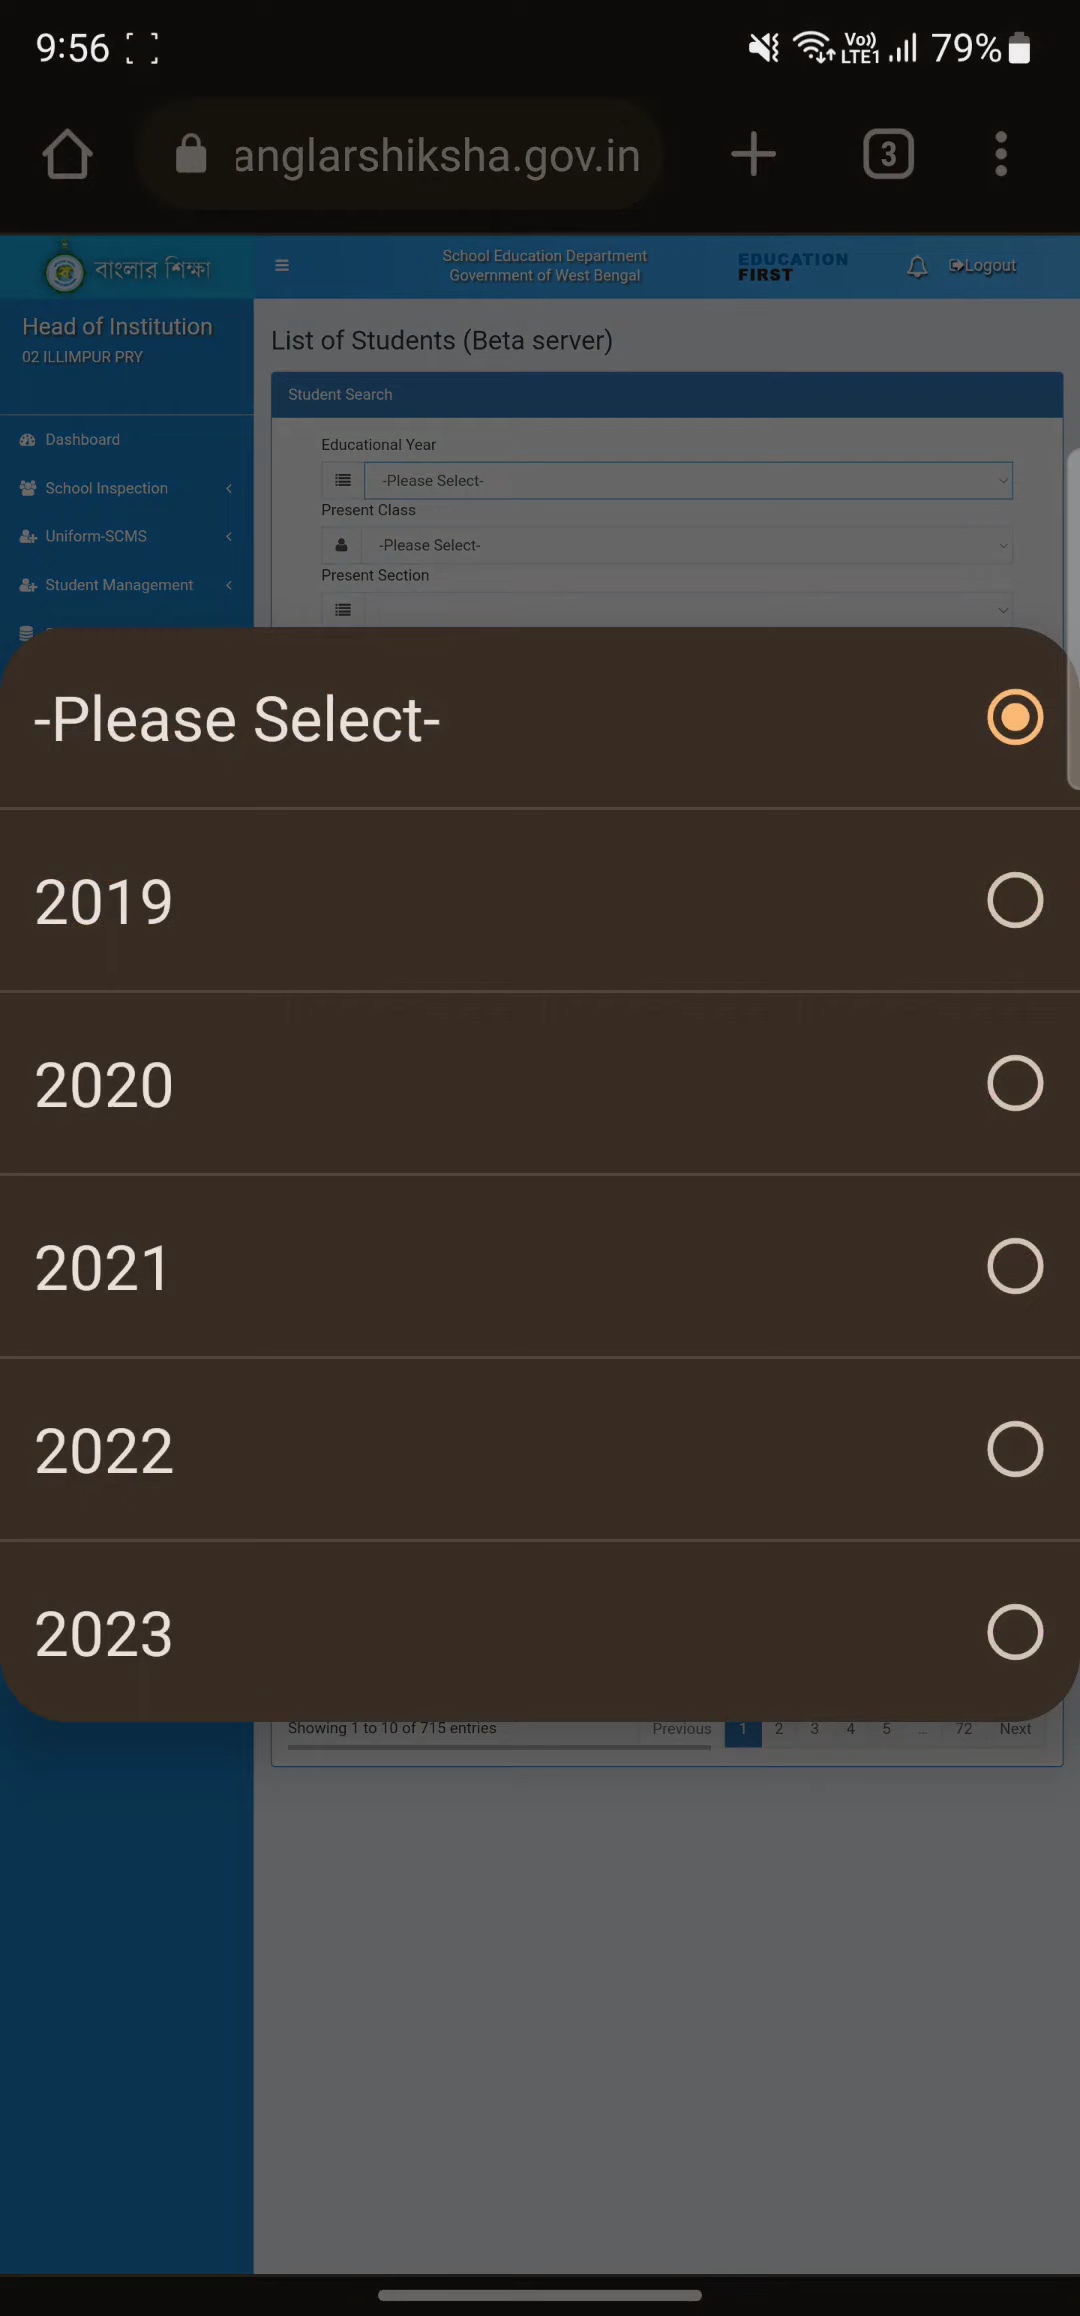 9:56
Vo)) LTE1 79%
anglarshiksha.gov.in
3
বাংলার শিক্ষা
School Education Department
Government of West Bengal
EDUCATION
FIRST
Logout
Head of Institution
02 ILLIMPUR PRY
List of Students (Beta server)
Student Search
Dashboard
School Inspection
Uniform-SCMS
Student Management
Educational Year
-Please Select-
Present Class
-Please Select-
Present Section
-Please Select-
2019
2020
2021
2022
2023
Showing 1 to 10 of 715 entries
Previous 1 2 3 4 5 ... 72 Next